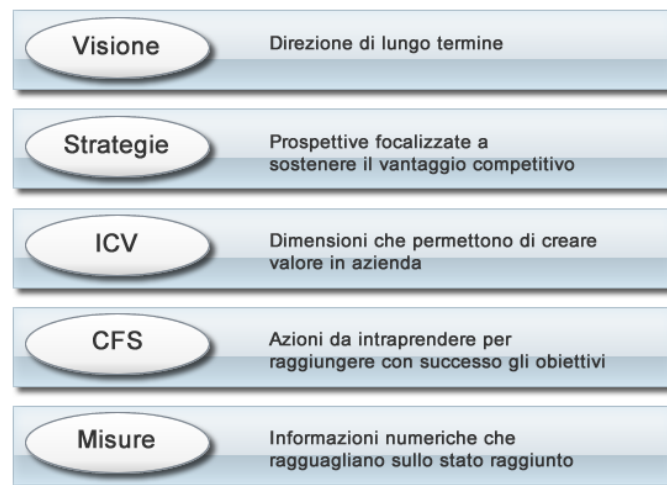 Visione
Direzione di lungo termine
Strategie
Prospettive focalizzate a
sostenere il vantaggio competitivo
ICV
Dimensioni che permettono di creare
valore in azienda
CFS
Azioni da intraprendere per
raggiungere con successo gli obiettivi
Misure
Informazioni numeriche che
ragguagliano sullo stato raggiunto